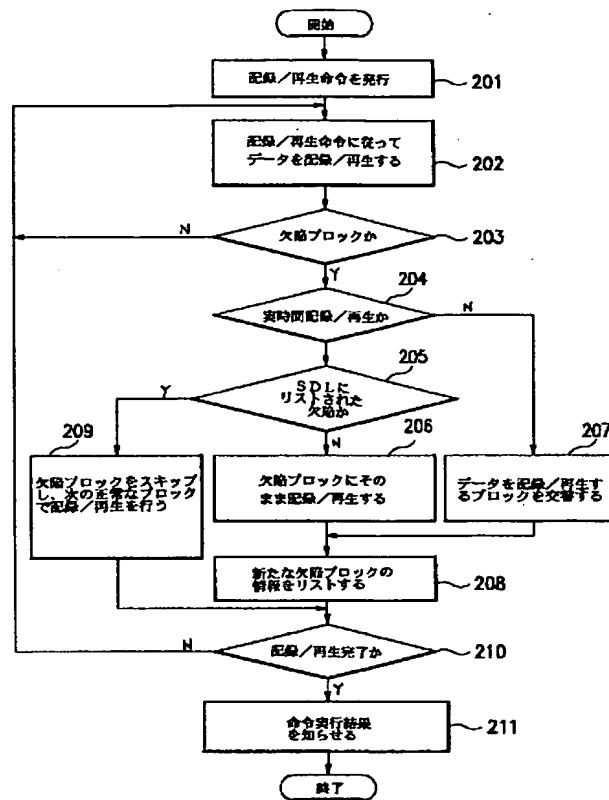 開始
記録／再生命令を発行
201
記録／再生命令に従って
データを記録／再生する
202
N
欠陥ブロックか
203
Y
204
実時間記録／再生か
N
205
Y
SDLに
リストされた
欠陥か
209
N
206
207
欠陥ブロックをスキップ
し、次の正常なブロック
で記録／再生を行う
欠陥ブロックにその
まま記録／再生する
データを記録／再生す
るブロックを交替する
新たな欠陥ブロックの
情報をリストする
208
N
記録／再生完了か
210
Y
命令実行結果
を知らせる
211
終了